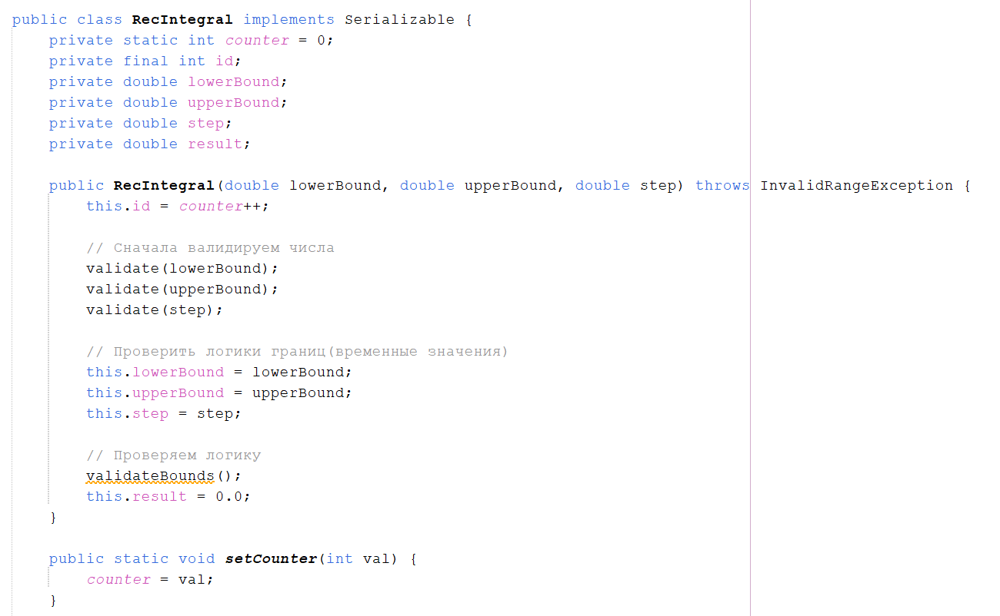 public class RecIntegral implements Serializable {
    private static int counter = 0;
    private final int id;
    private double lowerBound;
    private double upperBound;
    private double step;
    private double result;

    public RecIntegral(double lowerBound, double upperBound, double step) throws InvalidRangeException {
        this.id = counter++;

        // Сначала валидируем числа
        validate(lowerBound);
        validate(upperBound);
        validate(step);

        // Проверить логики границ(временные значения)
        this.lowerBound = lowerBound;
        this.upperBound = upperBound;
        this.step = step;

        // Проверяем логику
        validateBounds();
        this.result = 0.0;
    }

    public static void setCounter(int val) {
        counter = val;
    }